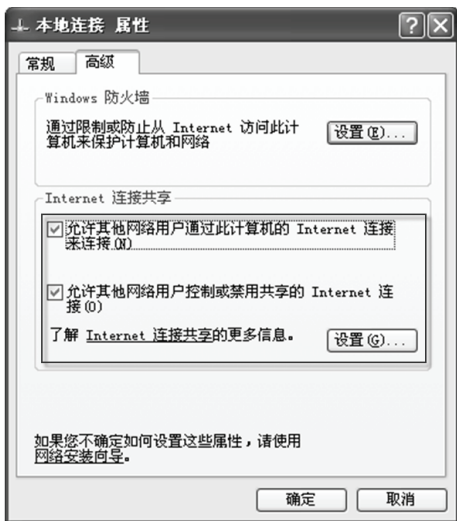 本地连接 属性
常规 高级
Windows 防火墙
通过限制或防止从 Internet 访问此计
算机来保护计算机和网络
设置(E)...
Internet 连接共享
允许其他网络用户通过此计算机的 Internet 连接
来连接(N)
允许其他网络用户控制或禁用共享的 Internet 连
接(O)
了解 Internet 连接共享的更多信息。
设置(G)...
如果您不确定如何设置这些属性，请使用
网络安装向导。
确定 取消